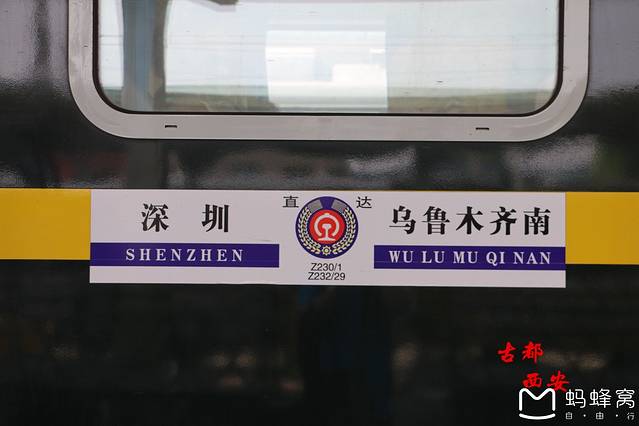 深圳
SHENZHEN
直达
Z230/1
Z232/29
乌鲁木齐南
WU LU MU QI NAN
古都
西安
蚂蜂窝
自·由·行